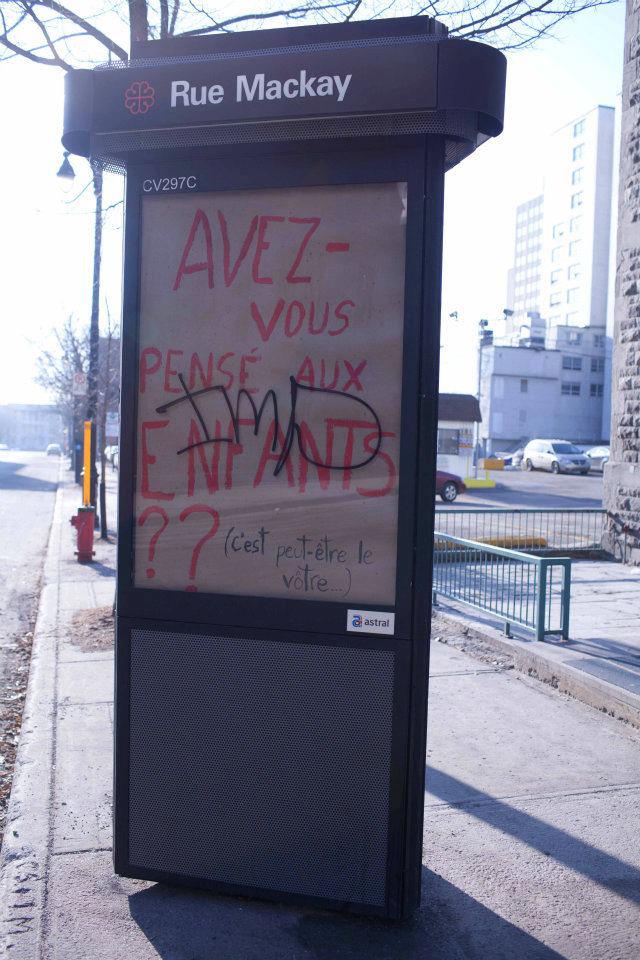 Rue Mackay
CV297C
AVEZ-
VOUS
PENSÉ AUX
ENFANTS
??
(c'est peut-être le
vôtre...)
astral